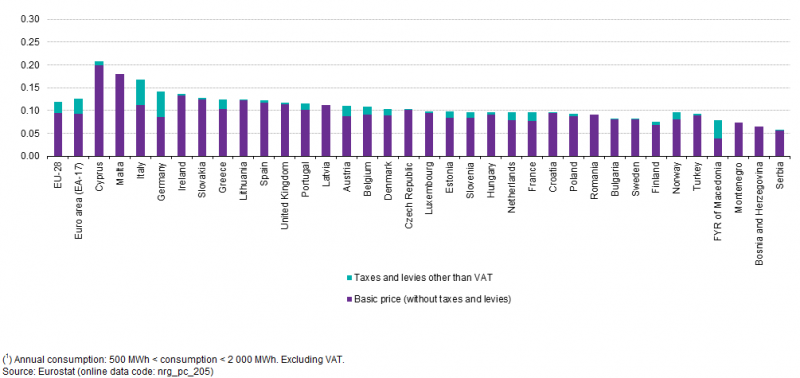 0.30
0.25
0.20
0.15
0.10
0.05
0.00
EU-28
Euro area (EA-17)
Cyprus
Malta
Italy
Germany
Ireland
Slovakia
Greece
Lithuania
Spain
United Kingdom
Portugal
Latvia
Austria
Belgium
Denmark
Czech Republic
Luxembourg
Estonia
Slovenia
Hungary
Netherlands
France
Croatia
Poland
Romania
Bulgaria
Sweden
Finland
Norway
Turkey
FYR of Macedonia
Montenegro
Bosnia and Herzegovina
Serbia
Taxes and levies other than VAT
Basic price (without taxes and levies)
(¹) Annual consumption: 500 MWh < consumption < 2 000 MWh. Excluding VAT.
Source: Eurostat (online data code: nrg_pc_205)